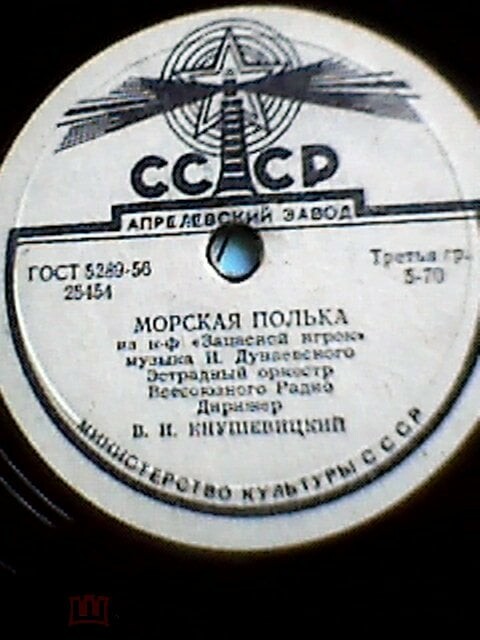 СССР
АПРЕЛЕВСКИЙ ЗАВОД
ГОСТ 5289-56
25454
Третья гр.
5-70
МОРСКАЯ ПОЛЬКА
из к-ф «Запасной игрок»
музыка И. Дунаевского
Эстрадный оркестр
Всесоюзного Радио
Дирижер
В. Н. КНУШЕВИЦКИЙ
МИНИСТЕРСТВО КУЛЬТУРЫ СССР